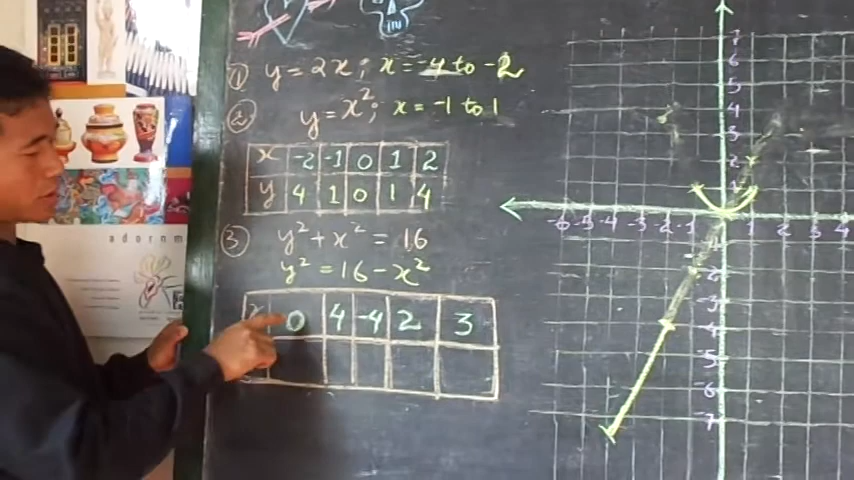 ① y = 2x ; x = -4 to -2
② y = x² ; x = -1 to 1
x -2 -1 0 1 2
y 4 1 0 1 4
③ y² + x² = 16
y² = 16 - x²
x 0 4 -4 2 3
7
6
5
4
3
2
1
-6 -5 -4 -3 -2 -1 1 2 3 4
-2
-3
-4
-5
-6
-7
adorn